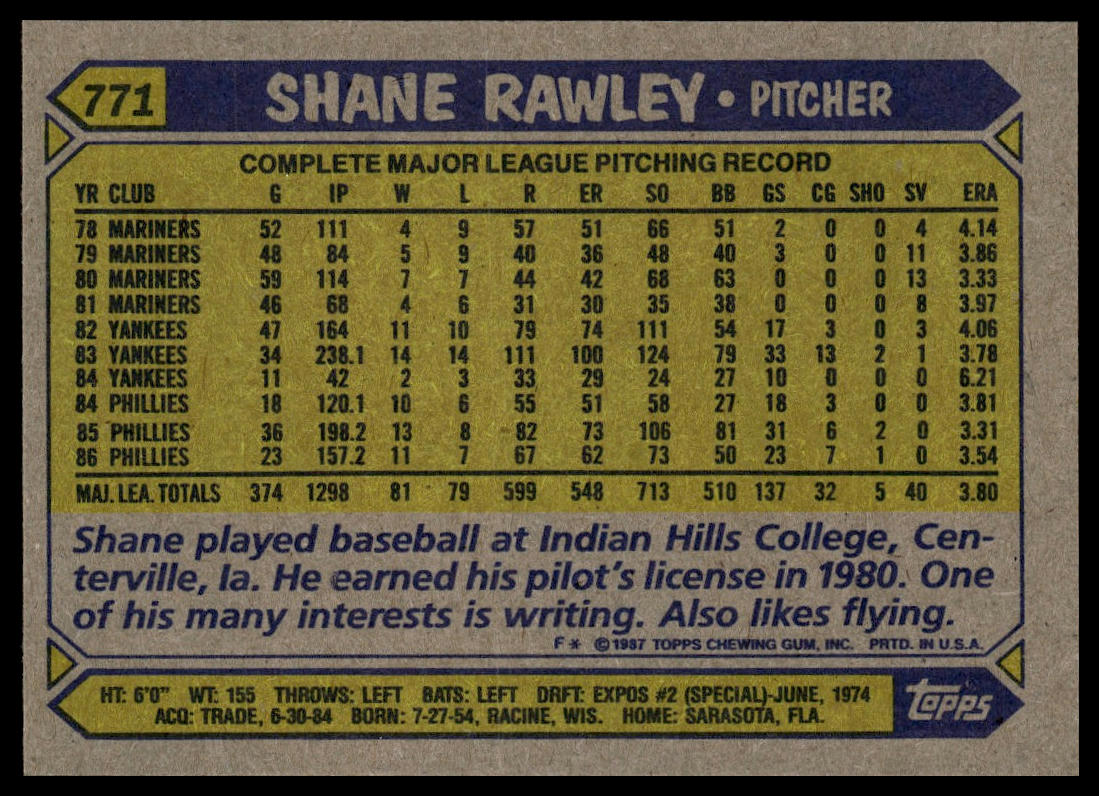 771 SHANE RAWLEY • PITCHER
COMPLETE MAJOR LEAGUE PITCHING RECORD
YR CLUB G IP W L R ER SO BB GS CG SHO SV ERA
78 MARINERS 52 111 4 9 57 51 66 51 2 0 0 4 4.14
79 MARINERS 48 84 5 9 40 36 48 40 3 0 0 11 3.86
80 MARINERS 59 114 7 7 44 42 68 63 0 0 0 13 3.33
81 MARINERS 46 68 4 6 31 30 35 38 0 0 0 8 3.97
82 YANKEES 47 164 11 10 79 74 111 54 17 3 0 3 4.06
83 YANKEES 34 238.1 14 14 111 100 124 79 33 13 2 1 3.78
84 YANKEES 11 42 2 3 33 29 24 27 10 0 0 0 6.21
84 PHILLIES 18 120.1 10 6 55 51 58 27 18 3 0 0 3.81
85 PHILLIES 36 198.2 13 8 82 73 106 81 31 6 2 0 3.31
86 PHILLIES 23 157.2 11 7 67 62 73 50 23 7 1 0 3.54
MAJ. LEA. TOTALS 374 1298 81 79 599 548 713 510 137 32 5 40 3.80
Shane played baseball at Indian Hills College, Cen-
terville, Ia. He earned his pilot's license in 1980. One
of his many interests is writing. Also likes flying.
F* ©1987 TOPPS CHEWING GUM, INC. PRTD. IN U.S.A.
HT: 6'0" WT: 155 THROWS: LEFT BATS: LEFT DRFT: EXPOS #2 (SPECIAL)-JUNE, 1974
ACQ: TRADE, 6-30-84 BORN: 7-27-54, RACINE, WIS. HOME: SARASOTA, FLA.
topps